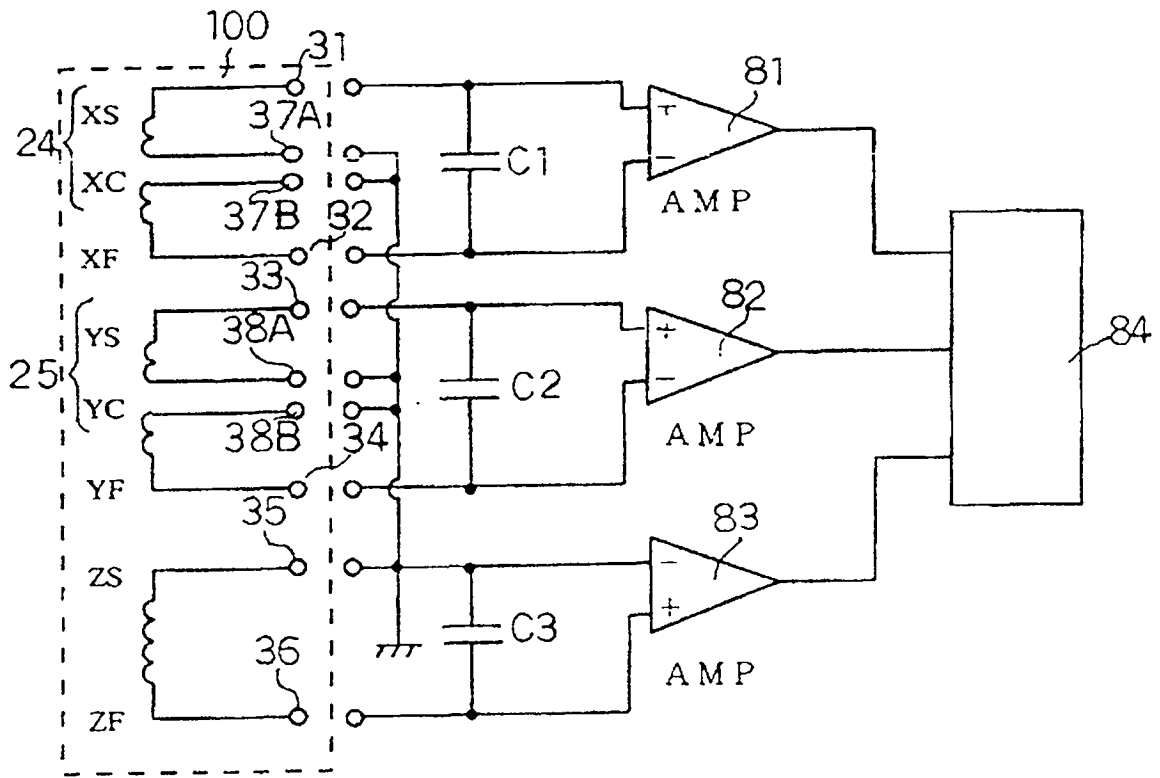 100
31
XS
24
37A
XC
37B
32
XF
33
YS
38A
25
YC
38B
34
YF
35
ZS
36
ZF
C1
C2
C3
+
−
81
AMP
÷
−
82
AMP
−
+
83
AMP
84